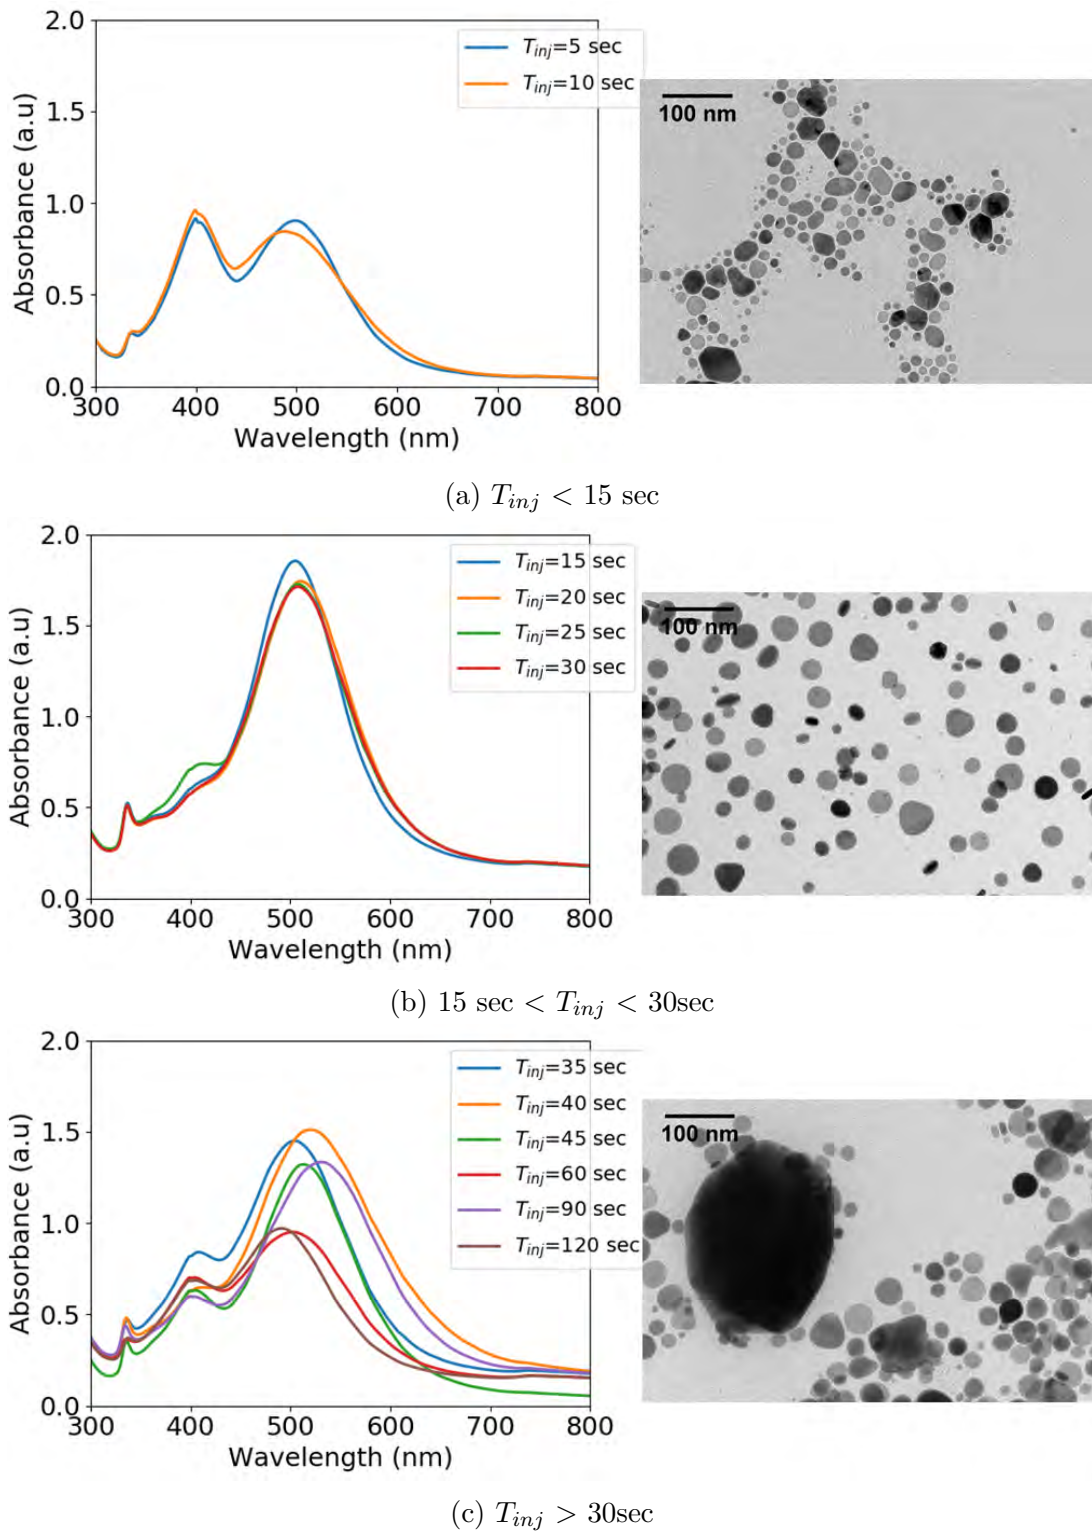 2.0
1.5
1.0
0.5
0.0
Absorbance (a.u)
300 400 500 600 700 800
Wavelength (nm)
T_inj=5 sec
T_inj=10 sec
100 nm
(a) T_inj < 15 sec
2.0
1.5
1.0
0.5
0.0
Absorbance (a.u)
300 400 500 600 700 800
Wavelength (nm)
T_inj=15 sec
T_inj=20 sec
T_inj=25 sec
T_inj=30 sec
100 nm
(b) 15 sec < T_inj < 30sec
2.0
1.5
1.0
0.5
0.0
Absorbance (a.u)
300 400 500 600 700 800
Wavelength (nm)
T_inj=35 sec
T_inj=40 sec
T_inj=45 sec
T_inj=60 sec
T_inj=90 sec
T_inj=120 sec
100 nm
(c) T_inj > 30sec